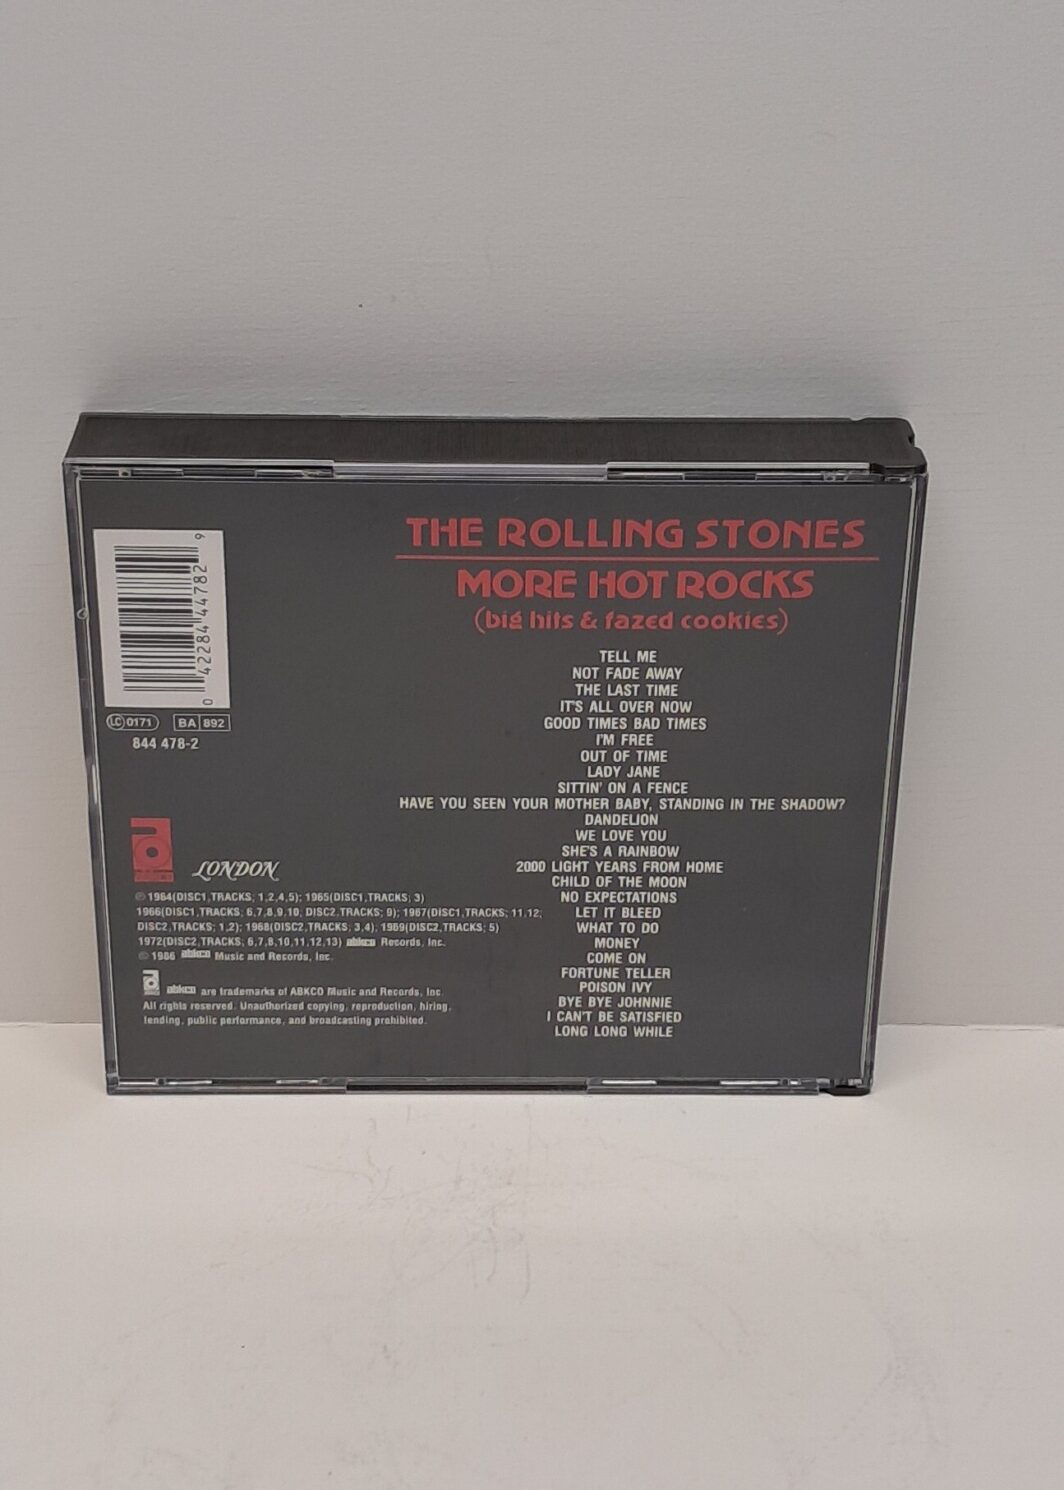 THE ROLLING STONES
MORE HOT ROCKS
(big hits & fazed cookies)
TELL ME
NOT FADE AWAY
THE LAST TIME
IT'S ALL OVER NOW
GOOD TIMES BAD TIMES
I'M FREE
OUT OF TIME
LADY JANE
SITTIN' ON A FENCE
HAVE YOU SEEN YOUR MOTHER BABY, STANDING IN THE SHADOW?
DANDELION
WE LOVE YOU
SHE'S A RAINBOW
2000 LIGHT YEARS FROM HOME
CHILD OF THE MOON
NO EXPECTATIONS
LET IT BLEED
WHAT TO DO
MONEY
COME ON
FORTUNE TELLER
POISON IVY
BYE BYE JOHNNIE
I CAN'T BE SATISFIED
LONG LONG WHILE
0 42284 44782 9
LC 0171 BA 892
844 478-2
LONDON
℗ 1964(DISC1,TRACKS; 1,2,4,5); 1965(DISC1,TRACKS; 3)
1966(DISC1,TRACKS; 6,7,8,9,10, DISC2,TRACKS; 9); 1967(DISC1,TRACKS; 11,12,
DISC2,TRACKS; 1,2); 1968(DISC2,TRACKS; 3,4); 1969(DISC2,TRACKS; 5)
1972(DISC2,TRACKS; 6,7,8,10,11,12,13) abkco Records, Inc.
© 1986 abkco Music and Records, Inc.
abkco are trademarks of ABKCO Music and Records, Inc.
All rights reserved. Unauthorized copying, reproduction, hiring,
lending, public performance, and broadcasting prohibited.